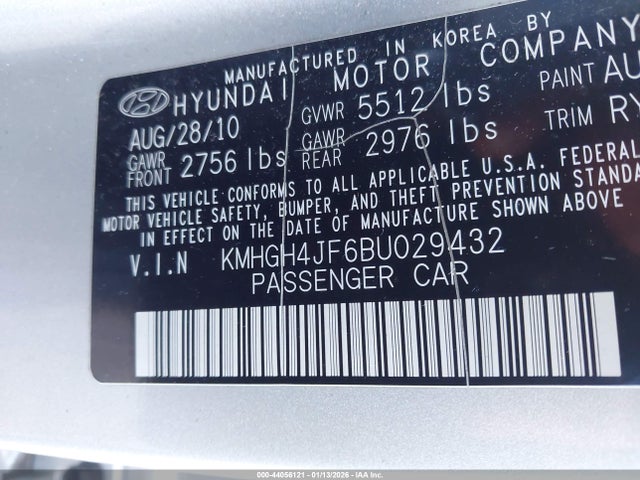 MANUFACTURED IN KOREA BY
HYUNDAI MOTOR COMPANY
AUG/28/10 GVWR 5512 lbs PAINT AU
GAWR FRONT 2756 lbs GAWR REAR 2976 lbs TRIM RY
THIS VEHICLE CONFORMS TO ALL APPLICABLE U.S.A. FEDERAL
MOTOR VEHICLE SAFETY, BUMPER, AND THEFT PREVENTION STANDA
IN EFFECT ON THE DATE OF MANUFACTURE SHOWN ABOVE
V.I.N KMHGH4JF6BU029432
PASSENGER CAR
000-44056121 - 01/13/2026 - IAA, Inc.